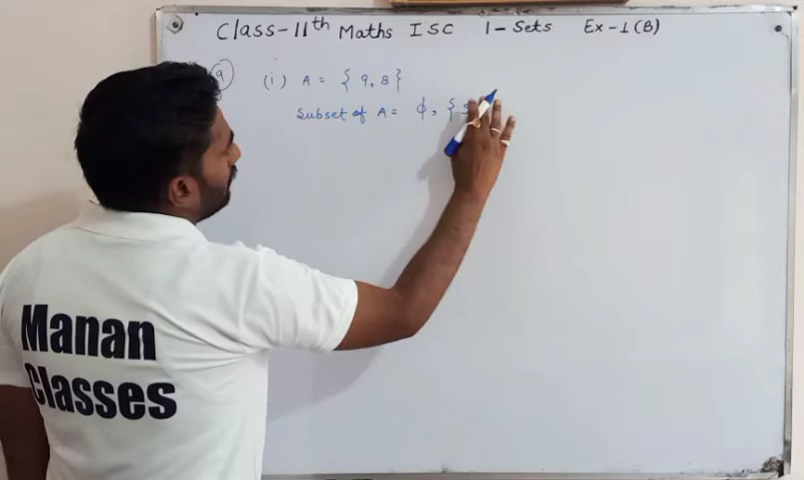 Class-11th Maths ISC 1-Sets Ex-1(B)
9 (i) A = { 9, 8 }
Subset of A = ϕ, {
Manan
Classes